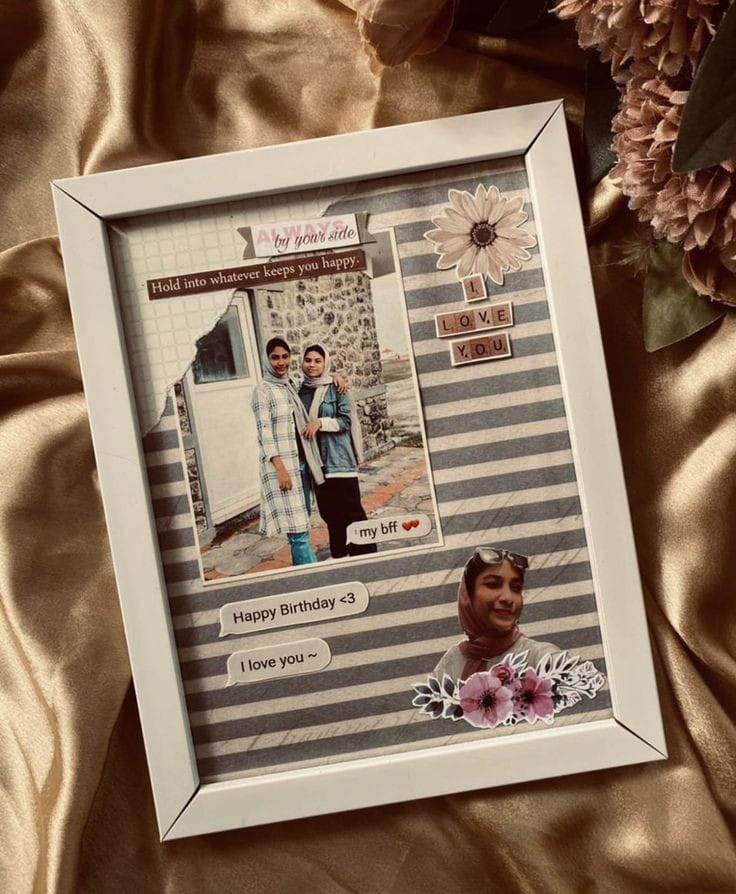 ALWAYS
by your side
Hold into whatever keeps you happy.
I
LOVE
YOU
my bff ❤❤
Happy Birthday <3
I love you ~